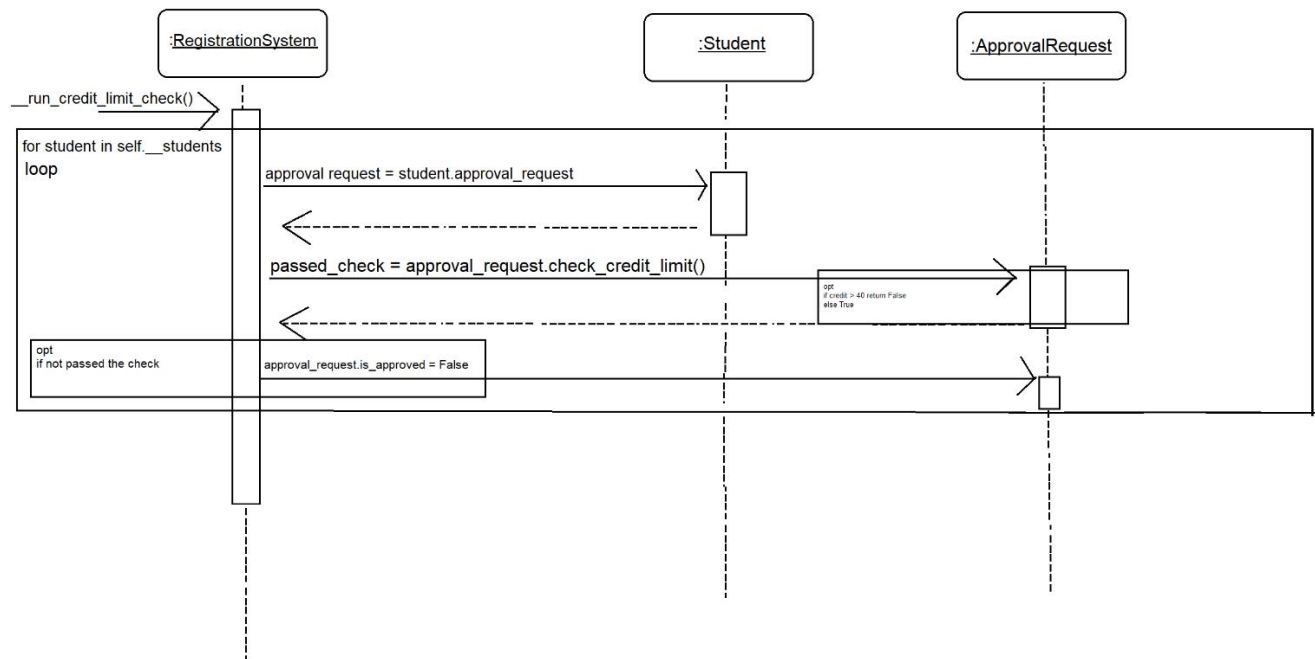 :RegistrationSystem
:Student
:ApprovalRequest
__run_credit_limit_check()
for student in self.__students
loop
approval request = student.approval_request
passed_check = approval_request.check_credit_limit()
opt
if credit > 40 return False
else True
opt
if not passed the check
approval_request.is_approved = False